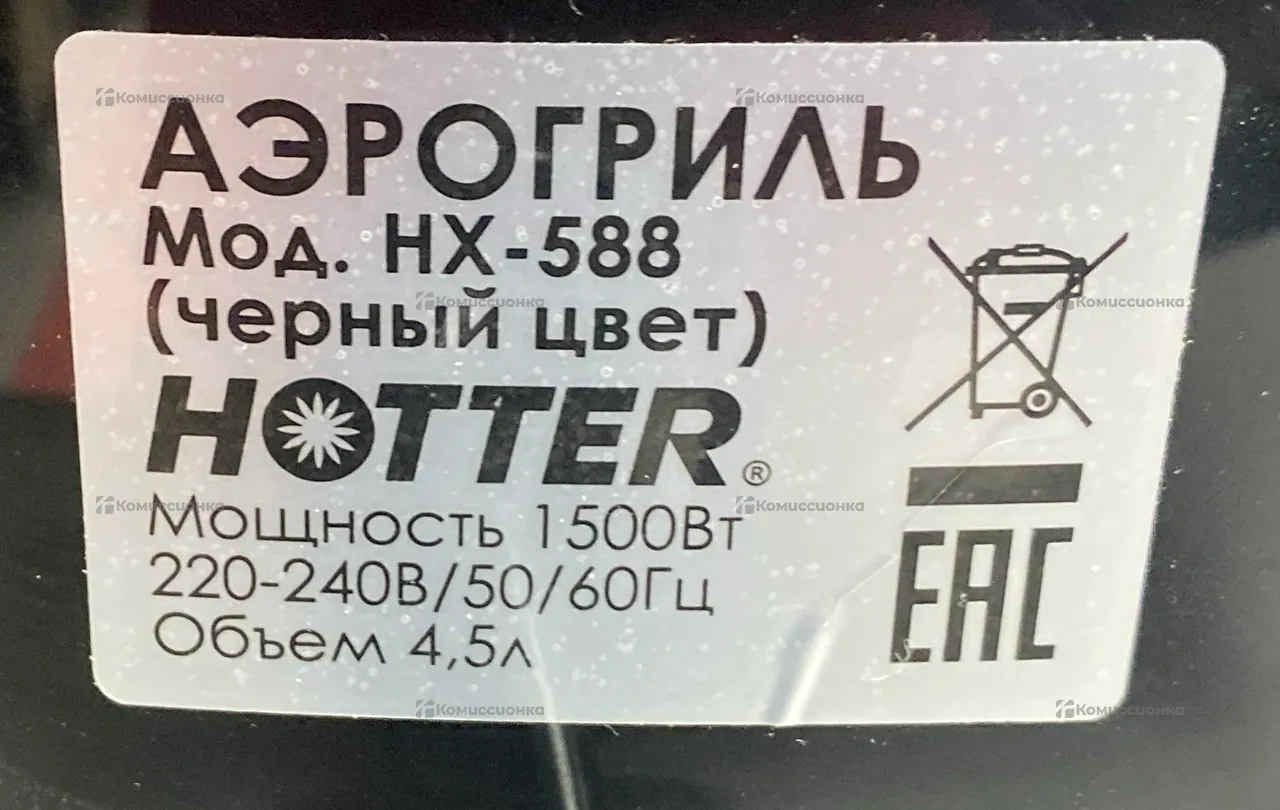 АЭРОГРИЛЬ
Мод. HX-588
(черный цвет)
HOTTER®
Мощность 1500Вт
220-240В/50/60Гц
Объем 4,5л
EAC
Комиссионка
Комиссионка
Комиссионка
Комиссионка
Комиссионка
Комиссионка
Комиссионка
Комиссионка